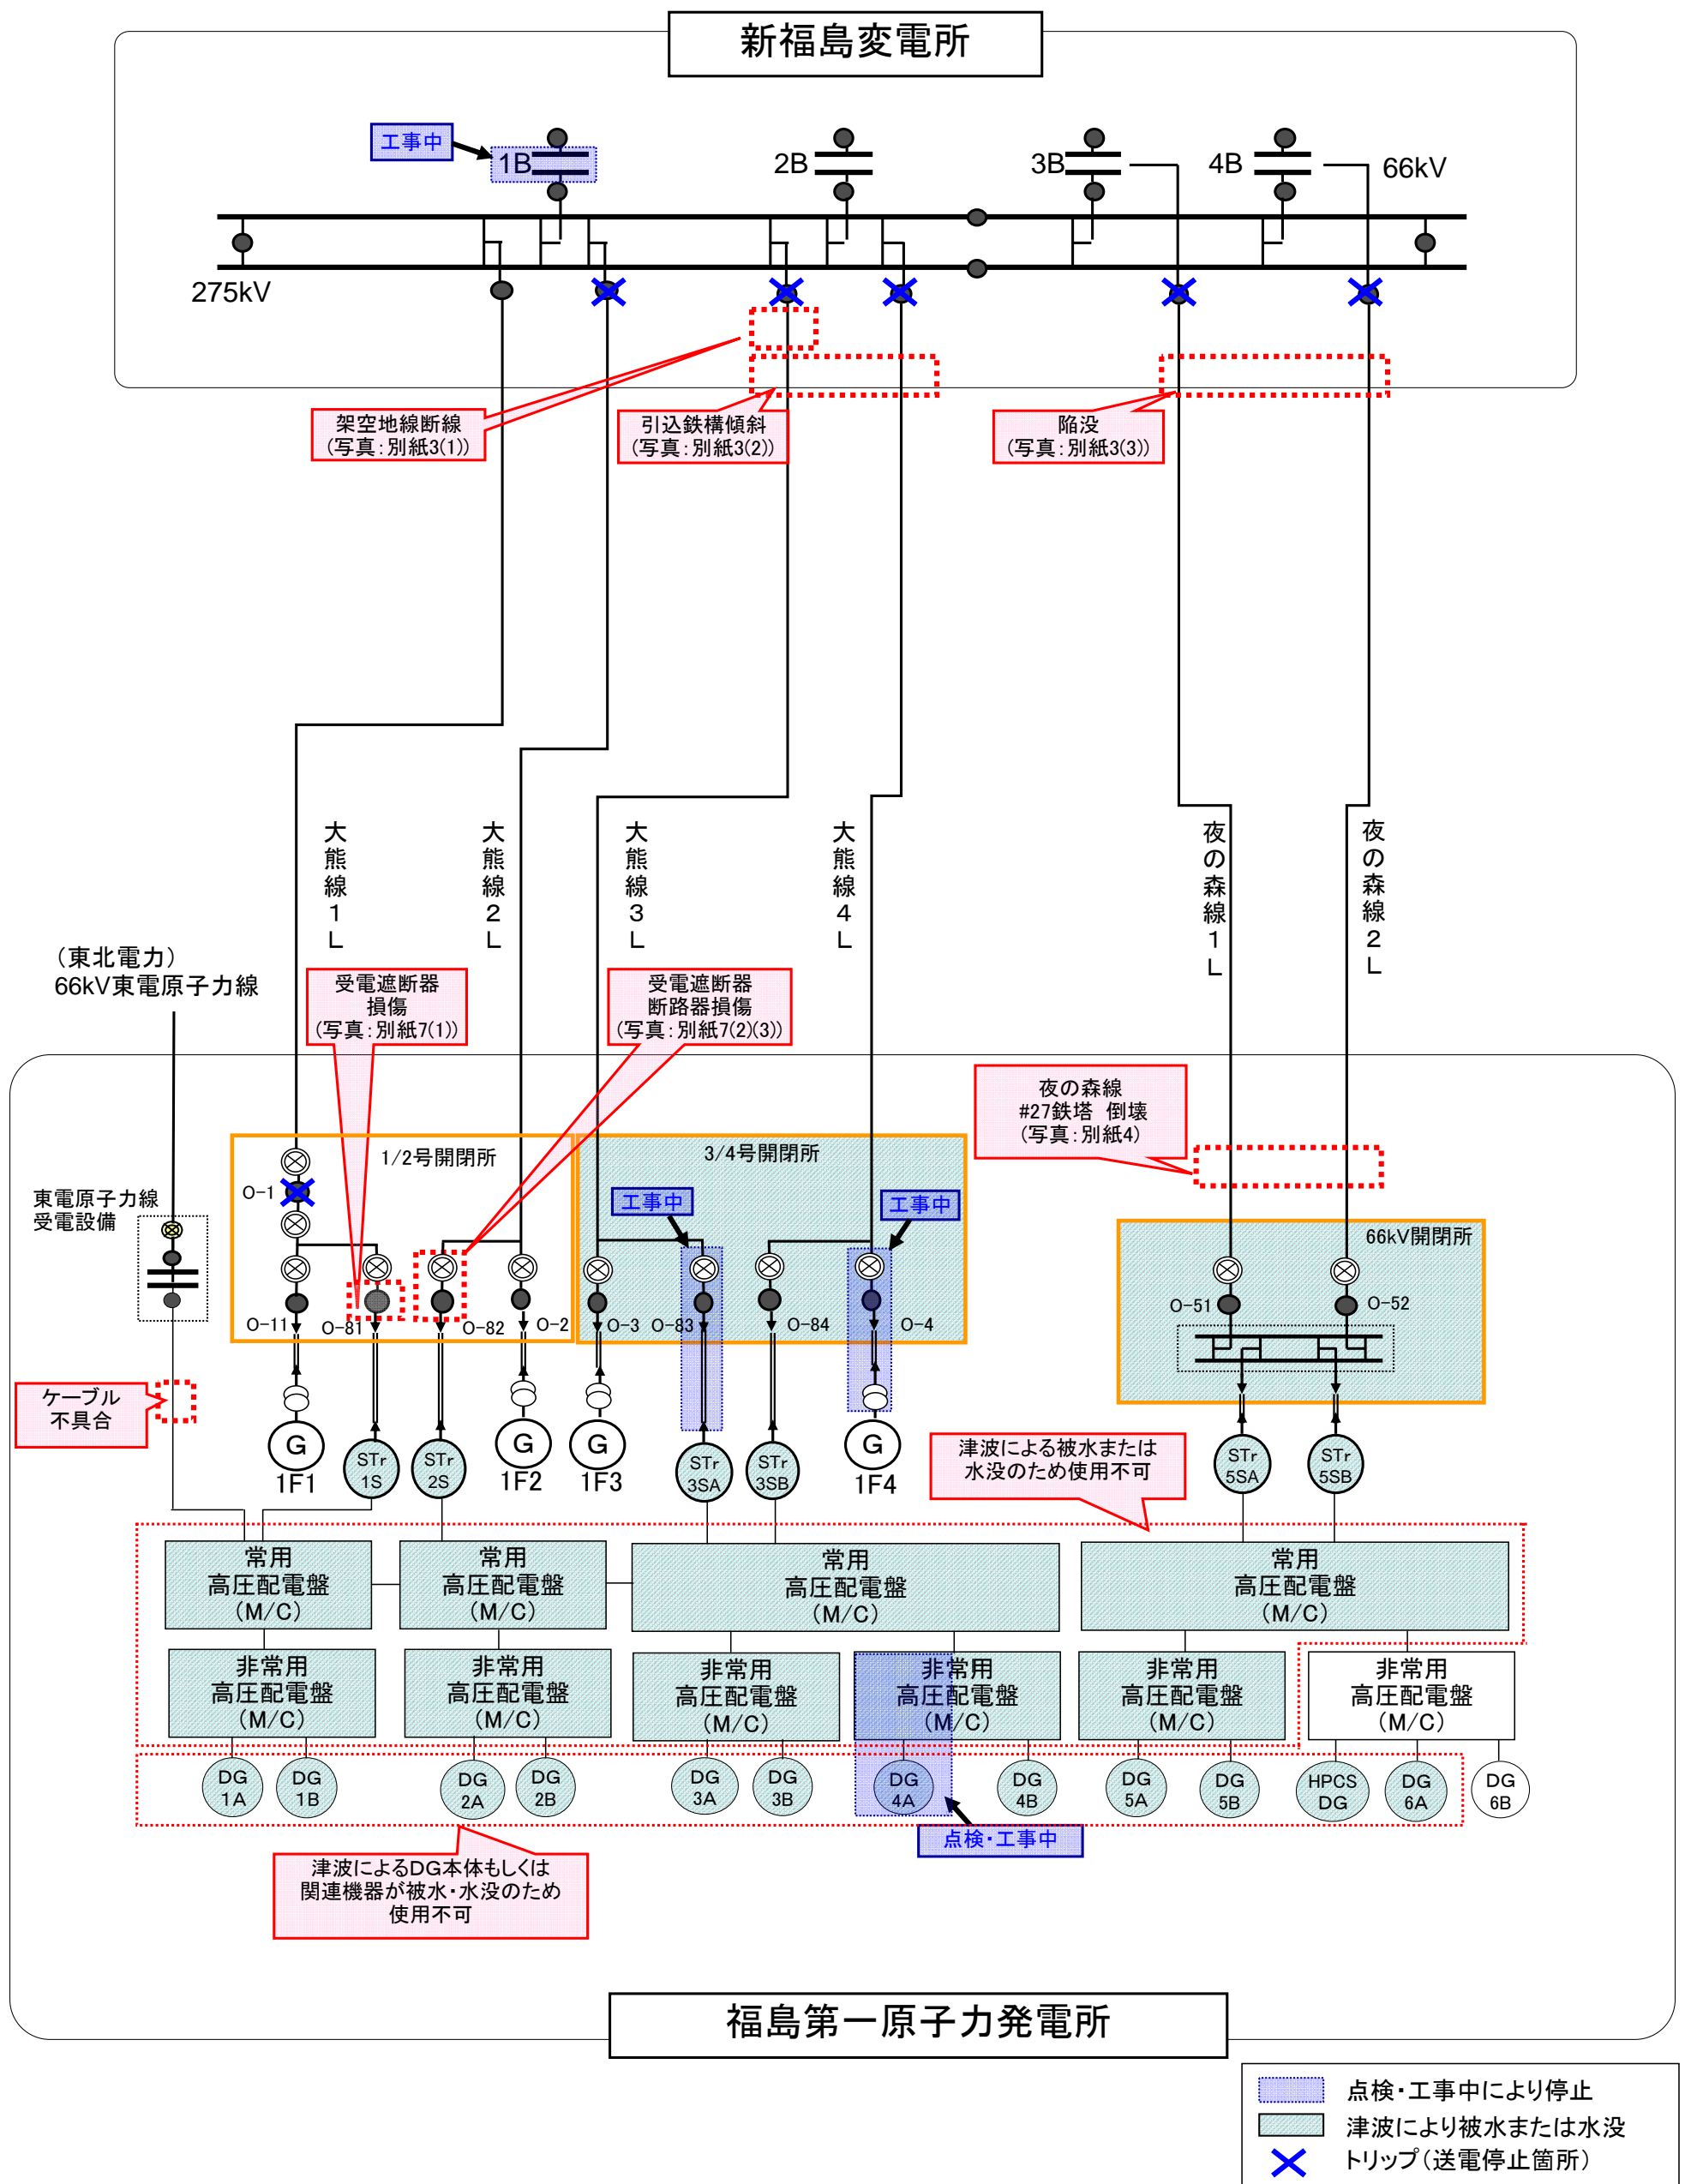 新福島変電所
工事中
1B
2B
3B
4B
66kV
275kV
架空地線断線
(写真：別紙3(1))
引込鉄構傾斜
(写真：別紙3(2))
陥没
(写真：別紙3(3))
大熊線1L
大熊線2L
大熊線3L
大熊線4L
夜の森線1L
夜の森線2L
（東北電力）
66kV東電原子力線
受電遮断器
損傷
(写真：別紙7(1))
受電遮断器
断路器損傷
(写真：別紙7(2)(3))
夜の森線
#27鉄塔　倒壊
(写真：別紙4)
1/2号開閉所
3/4号開閉所
66kV開閉所
東電原子力線
受電設備
O-1
工事中
工事中
O-11
O-81
O-82
O-2
O-3
O-83
O-84
O-4
O-51
O-52
ケーブル
不具合
G
1F1
STr
1S
STr
2S
G
1F2
G
1F3
STr
3SA
STr
3SB
G
1F4
STr
5SA
STr
5SB
津波による被水または
水没のため使用不可
常用
高圧配電盤
(M/C)
常用
高圧配電盤
(M/C)
常用
高圧配電盤
(M/C)
常用
高圧配電盤
(M/C)
非常用
高圧配電盤
(M/C)
非常用
高圧配電盤
(M/C)
非常用
高圧配電盤
(M/C)
非常用
高圧配電盤
(M/C)
非常用
高圧配電盤
(M/C)
非常用
高圧配電盤
(M/C)
DG
1A
DG
1B
DG
2A
DG
2B
DG
3A
DG
3B
DG
4A
DG
4B
DG
5A
DG
5B
HPCS
DG
DG
6A
DG
6B
点検・工事中
津波によるDG本体もしくは
関連機器が被水・水没のため
使用不可
福島第一原子力発電所
点検・工事中により停止
津波により被水または水没
トリップ（送電停止箇所）